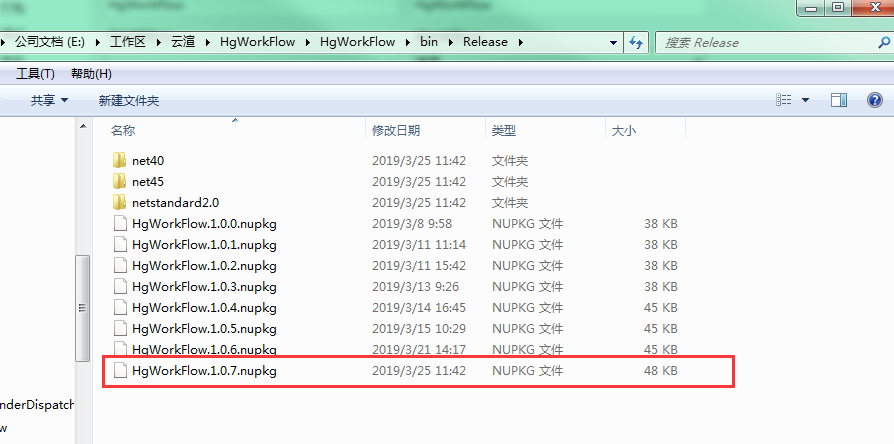 公司文档 (E:) 工作区 云渲 HgWorkFlow HgWorkFlow bin Release 搜索 Release
工具(T) 帮助(H)
共享 新建文件夹
名称 修改日期 类型 大小
net40 2019/3/25 11:42 文件夹
net45 2019/3/25 11:42 文件夹
netstandard2.0 2019/3/25 11:42 文件夹
HgWorkFlow.1.0.0.nupkg 2019/3/8 9:58 NUPKG 文件 38 KB
HgWorkFlow.1.0.1.nupkg 2019/3/11 11:14 NUPKG 文件 38 KB
HgWorkFlow.1.0.2.nupkg 2019/3/11 15:42 NUPKG 文件 38 KB
HgWorkFlow.1.0.3.nupkg 2019/3/13 9:26 NUPKG 文件 38 KB
HgWorkFlow.1.0.4.nupkg 2019/3/14 16:45 NUPKG 文件 45 KB
HgWorkFlow.1.0.5.nupkg 2019/3/15 10:29 NUPKG 文件 45 KB
HgWorkFlow.1.0.6.nupkg 2019/3/21 14:17 NUPKG 文件 45 KB
HgWorkFlow.1.0.7.nupkg 2019/3/25 11:42 NUPKG 文件 48 KB
nderDispatch
w